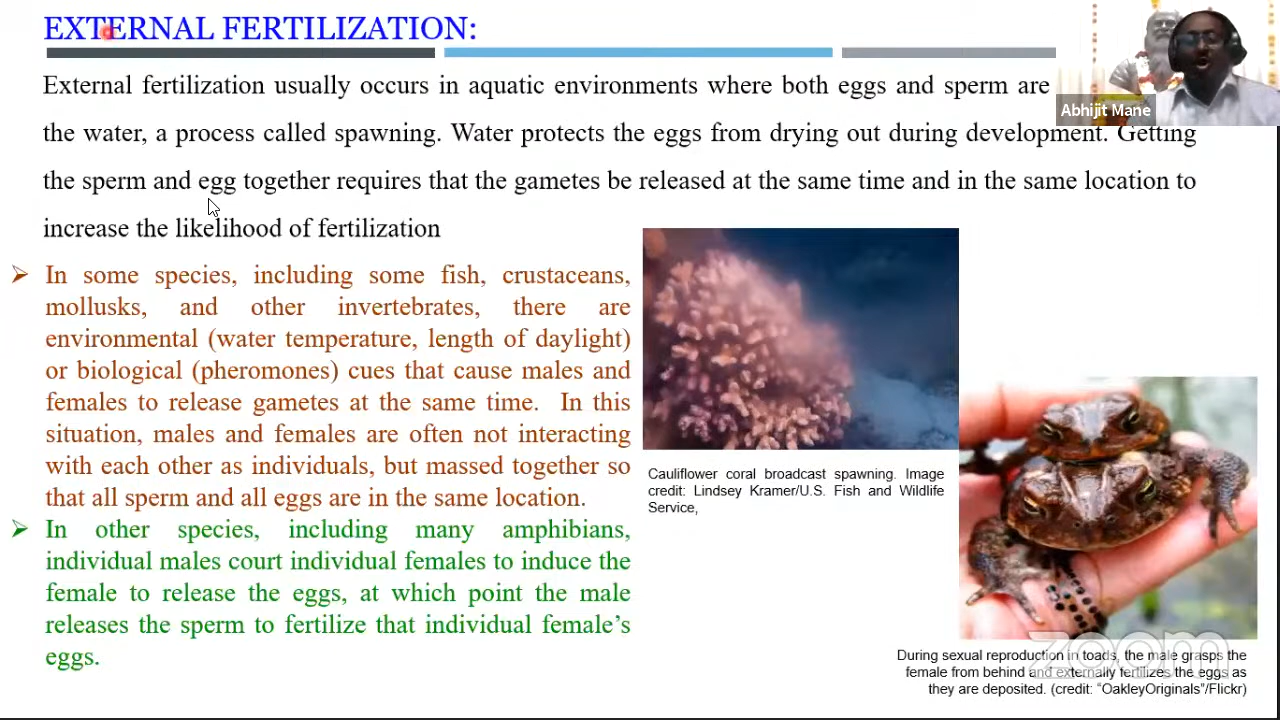 EXTERNAL FERTILIZATION:
External fertilization usually occurs in aquatic environments where both eggs and sperm are
Abhijit Mane
the water, a process called spawning. Water protects the eggs from drying out during development. Getting
the sperm and egg together requires that the gametes be released at the same time and in the same location to
increase the likelihood of fertilization
➢ In some species, including some fish, crustaceans,
mollusks, and other invertebrates, there are
environmental (water temperature, length of daylight)
or biological (pheromones) cues that cause males and
females to release gametes at the same time. In this
situation, males and females are often not interacting
with each other as individuals, but massed together so
that all sperm and all eggs are in the same location.
➢ In other species, including many amphibians,
individual males court individual females to induce the
female to release the eggs, at which point the male
releases the sperm to fertilize that individual female's
eggs.
Cauliflower coral broadcast spawning. Image
credit: Lindsey Kramer/U.S. Fish and Wildlife
Service,
During sexual reproduction in toads, the male grasps the
female from behind and externally fertilizes the eggs as
they are deposited. (credit: "OakleyOriginals"/Flickr)
zoom